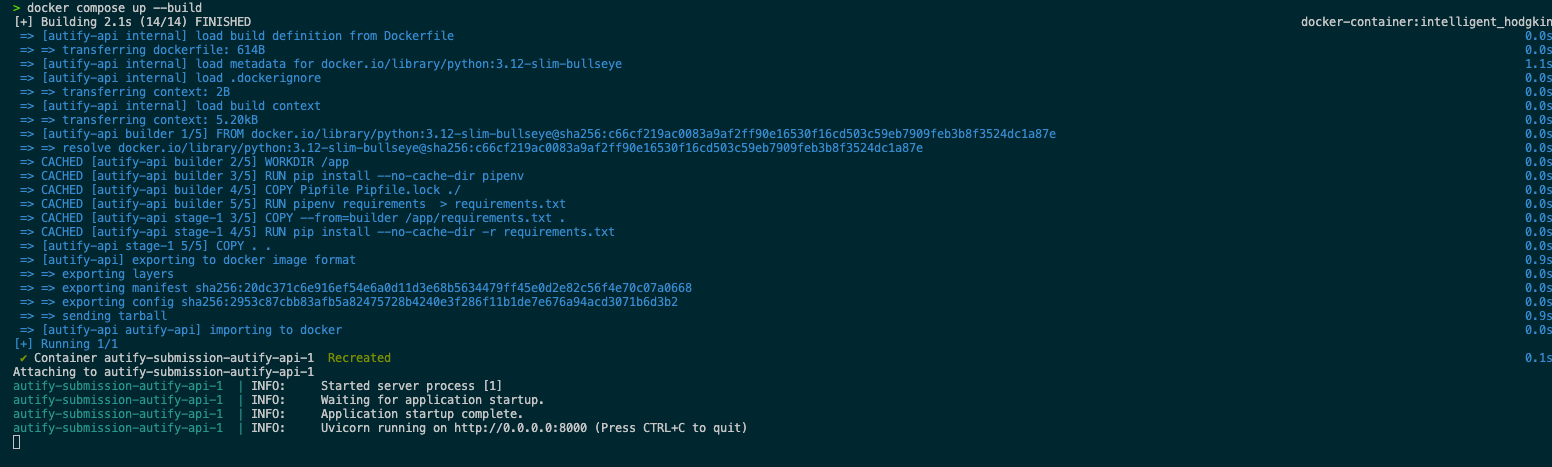 > docker compose up --build
[+] Building 2.1s (14/14) FINISHED docker-container:intelligent_hodgkin
=> [autify-api internal] load build definition from Dockerfile 0.0s
=> => transferring dockerfile: 614B 0.0s
=> [autify-api internal] load metadata for docker.io/library/python:3.12-slim-bullseye 1.1s
=> [autify-api internal] load .dockerignore 0.0s
=> => transferring context: 2B 0.0s
=> [autify-api internal] load build context 0.0s
=> => transferring context: 5.20kB 0.0s
=> [autify-api builder 1/5] FROM docker.io/library/python:3.12-slim-bullseye@sha256:c66cf219ac0083a9af2ff90e16530f16cd503c59eb7909feb3b8f3524dc1a87e 0.0s
=> => resolve docker.io/library/python:3.12-slim-bullseye@sha256:c66cf219ac0083a9af2ff90e16530f16cd503c59eb7909feb3b8f3524dc1a87e 0.0s
=> CACHED [autify-api builder 2/5] WORKDIR /app 0.0s
=> CACHED [autify-api builder 3/5] RUN pip install --no-cache-dir pipenv 0.0s
=> CACHED [autify-api builder 4/5] COPY Pipfile Pipfile.lock ./ 0.0s
=> CACHED [autify-api builder 5/5] RUN pipenv requirements > requirements.txt 0.0s
=> CACHED [autify-api stage-1 3/5] COPY --from=builder /app/requirements.txt . 0.0s
=> CACHED [autify-api stage-1 4/5] RUN pip install --no-cache-dir -r requirements.txt 0.0s
=> [autify-api stage-1 5/5] COPY . . 0.0s
=> [autify-api] exporting to docker image format 0.9s
=> => exporting layers 0.0s
=> => exporting manifest sha256:20dc371c6e916ef54e6a0d11d3e68b5634479ff45e0d2e82c56f4e70c07a0668 0.0s
=> => exporting config sha256:2953c87cbb83afb5a82475728b4240e3f286f11b1de7e676a94acd3071b6d3b2 0.0s
=> => sending tarball 0.9s
=> [autify-api autify-api] importing to docker 0.0s
[+] Running 1/1
✔ Container autify-submission-autify-api-1 Recreated 0.1s
Attaching to autify-submission-autify-api-1
autify-submission-autify-api-1 | INFO: Started server process [1]
autify-submission-autify-api-1 | INFO: Waiting for application startup.
autify-submission-autify-api-1 | INFO: Application startup complete.
autify-submission-autify-api-1 | INFO: Uvicorn running on http://0.0.0.0:8000 (Press CTRL+C to quit)